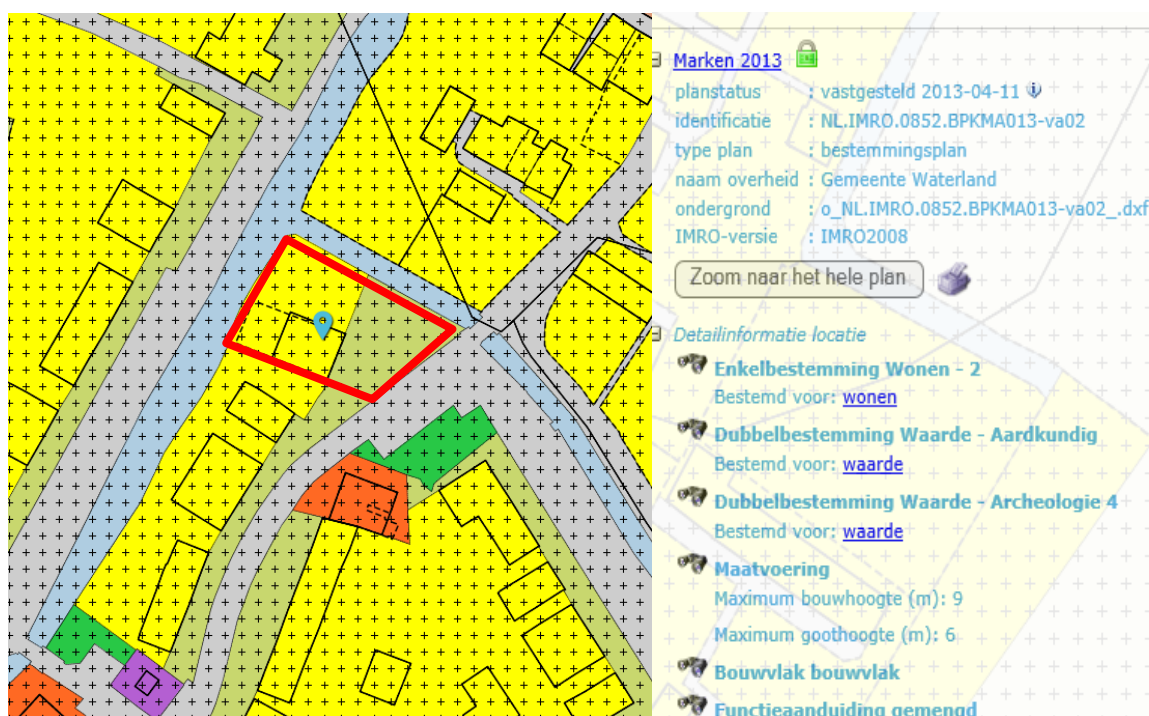 Marken 2013
planstatus : vastgesteld 2013-04-11
identificatie : NL.IMRO.0852.BPKMA013-va02
type plan : bestemmingsplan
naam overheid : Gemeente Waterland
ondergrond : o_NL.IMRO.0852.BPKMA013-va02_.dxf
IMRO-versie : IMRO2008
Zoom naar het hele plan
Detailinformatie locatie
Enkelbestemming Wonen - 2
Bestemd voor: wonen
Dubbelbestemming Waarde - Aardkundig
Bestemd voor: waarde
Dubbelbestemming Waarde - Archeologie 4
Bestemd voor: waarde
Maatvoering
Maximum bouwhoogte (m): 9
Maximum goothoogte (m): 6
Bouwvlak bouwvlak
Functieaanduiding gemengd